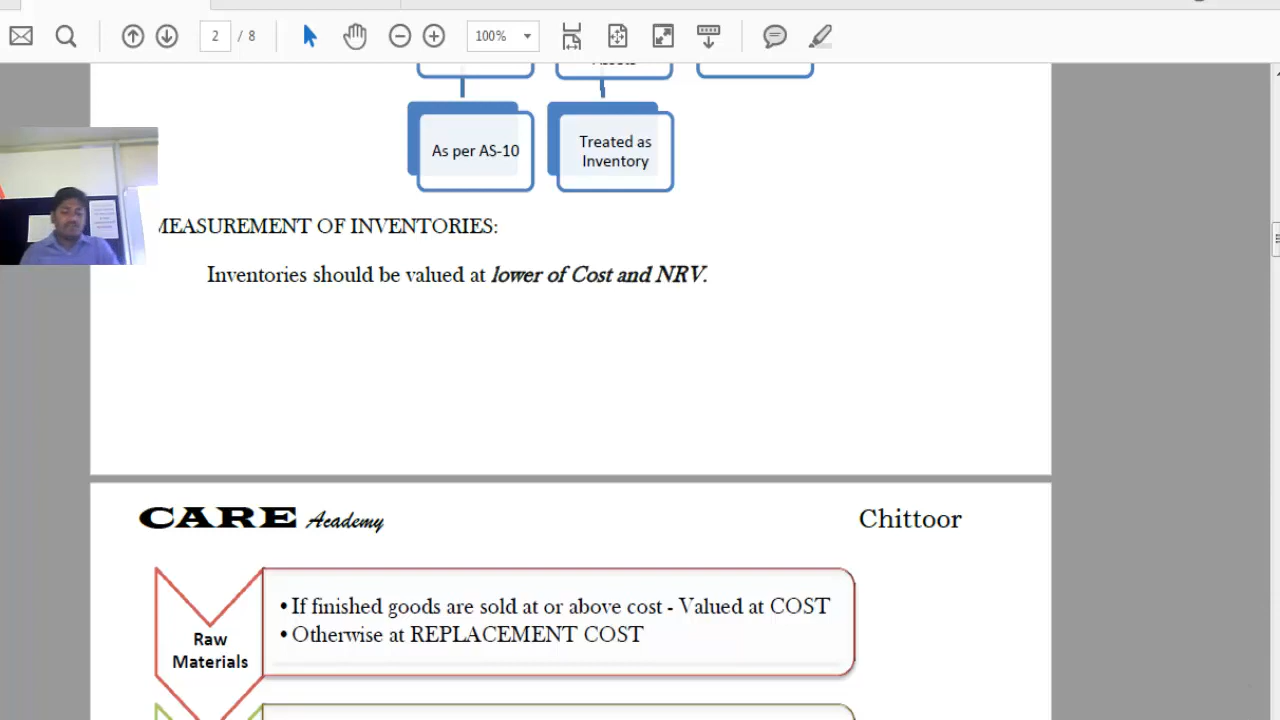 2 / 8
100%
Assets
As per AS-10
Treated as
Inventory
MEASUREMENT OF INVENTORIES:
Inventories should be valued at lower of Cost and NRV.
CARE Academy
Chittoor
• If finished goods are sold at or above cost - Valued at COST
• Otherwise at REPLACEMENT COST
Raw
Materials